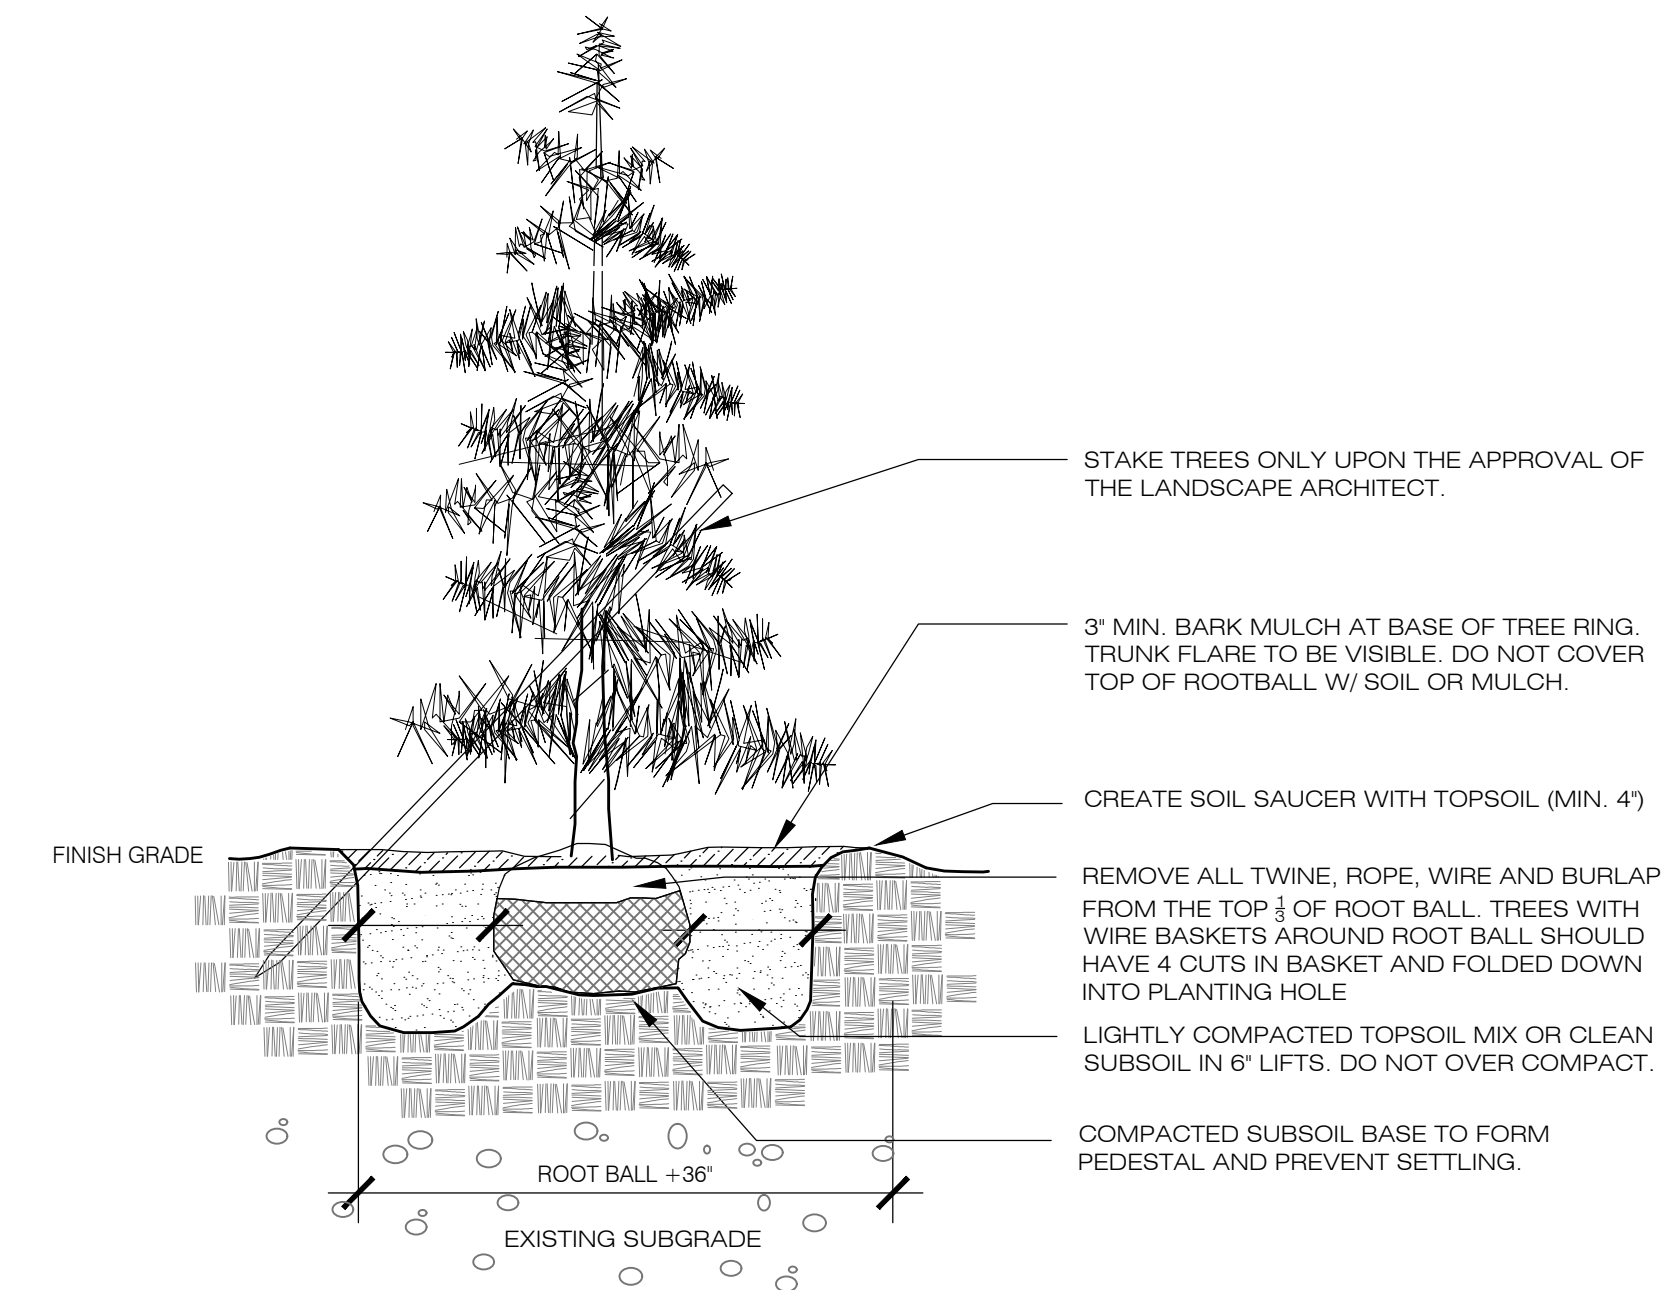 STAKE TREES ONLY UPON THE APPROVAL OF
THE LANDSCAPE ARCHITECT.
3" MIN. BARK MULCH AT BASE OF TREE RING.
TRUNK FLARE TO BE VISIBLE. DO NOT COVER
TOP OF ROOTBALL W/ SOIL OR MULCH.
CREATE SOIL SAUCER WITH TOPSOIL (MIN. 4")
FINISH GRADE
REMOVE ALL TWINE, ROPE, WIRE AND BURLAP
FROM THE TOP 1/3 OF ROOT BALL. TREES WITH
WIRE BASKETS AROUND ROOT BALL SHOULD
HAVE 4 CUTS IN BASKET AND FOLDED DOWN
INTO PLANTING HOLE
LIGHTLY COMPACTED TOPSOIL MIX OR CLEAN
SUBSOIL IN 6" LIFTS. DO NOT OVER COMPACT.
COMPACTED SUBSOIL BASE TO FORM
PEDESTAL AND PREVENT SETTLING.
ROOT BALL +36"
EXISTING SUBGRADE